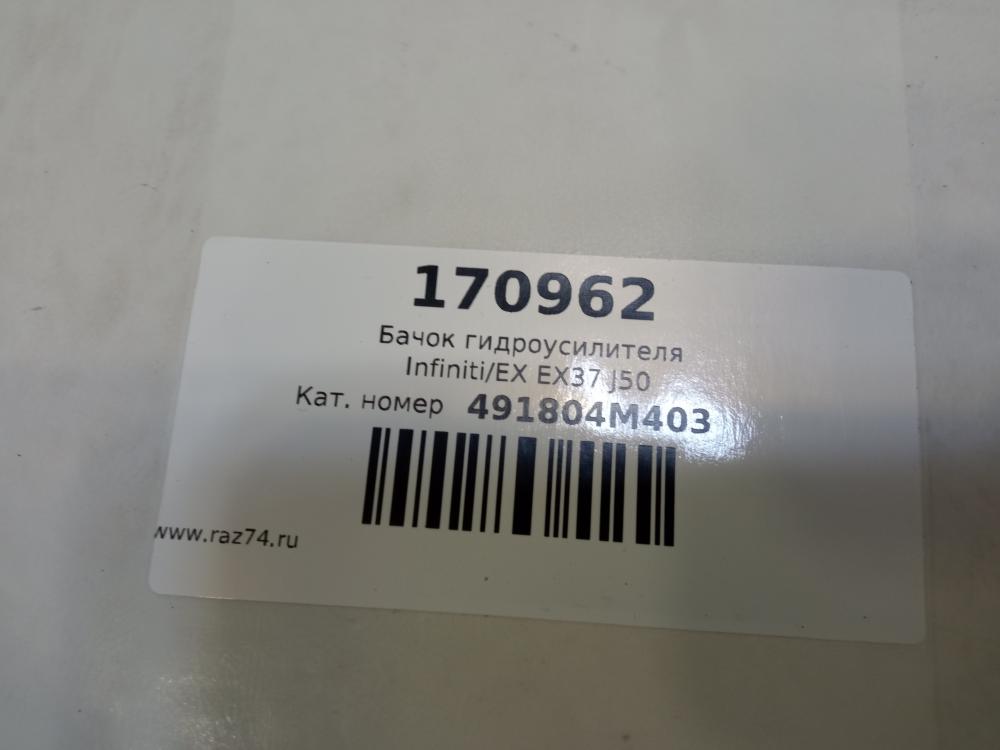 170962
Бачок гидроусилителя
Infiniti/EX EX37 J50
Кат. номер 491804M403
www.raz74.ru